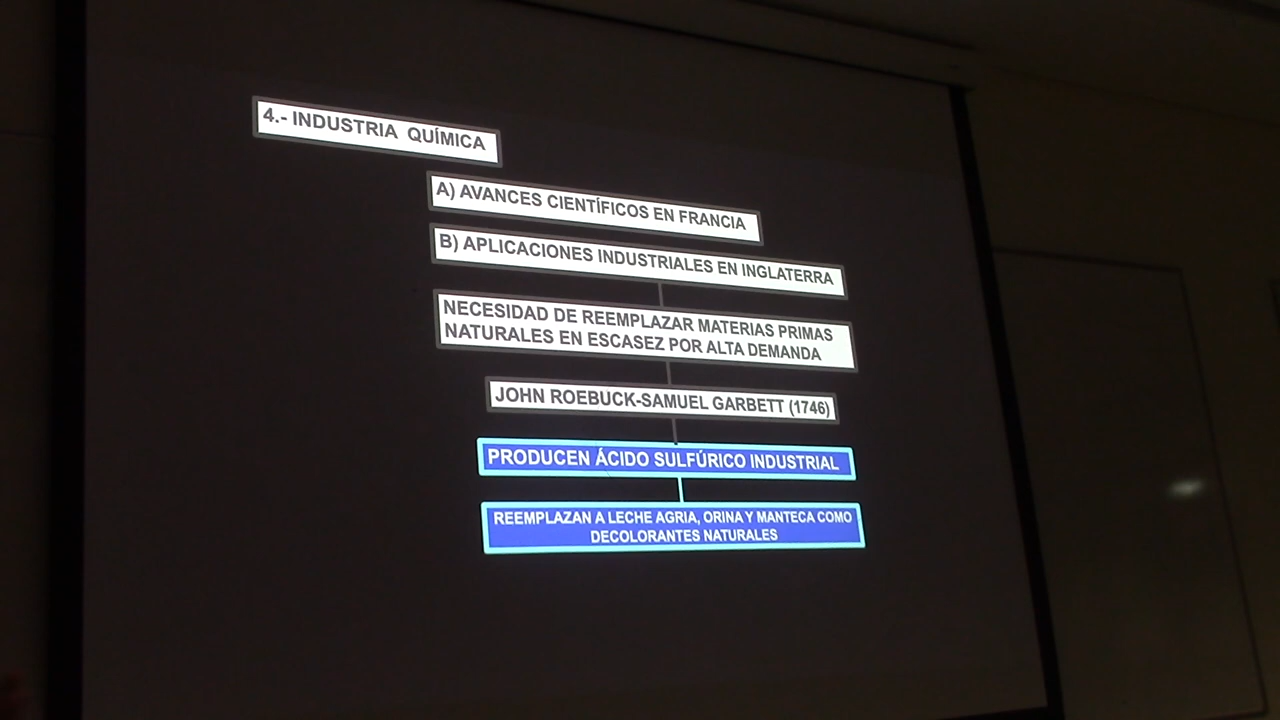 4.- INDUSTRIA QUÍMICA
A) AVANCES CIENTÍFICOS EN FRANCIA
B) APLICACIONES INDUSTRIALES EN INGLATERRA
NECESIDAD DE REEMPLAZAR MATERIAS PRIMAS
NATURALES EN ESCASEZ POR ALTA DEMANDA
JOHN ROEBUCK-SAMUEL GARBETT (1746)
PRODUCEN ÁCIDO SULFÚRICO INDUSTRIAL
REEMPLAZAN A LECHE AGRIA, ORINA Y MANTECA COMO
DECOLORANTES NATURALES